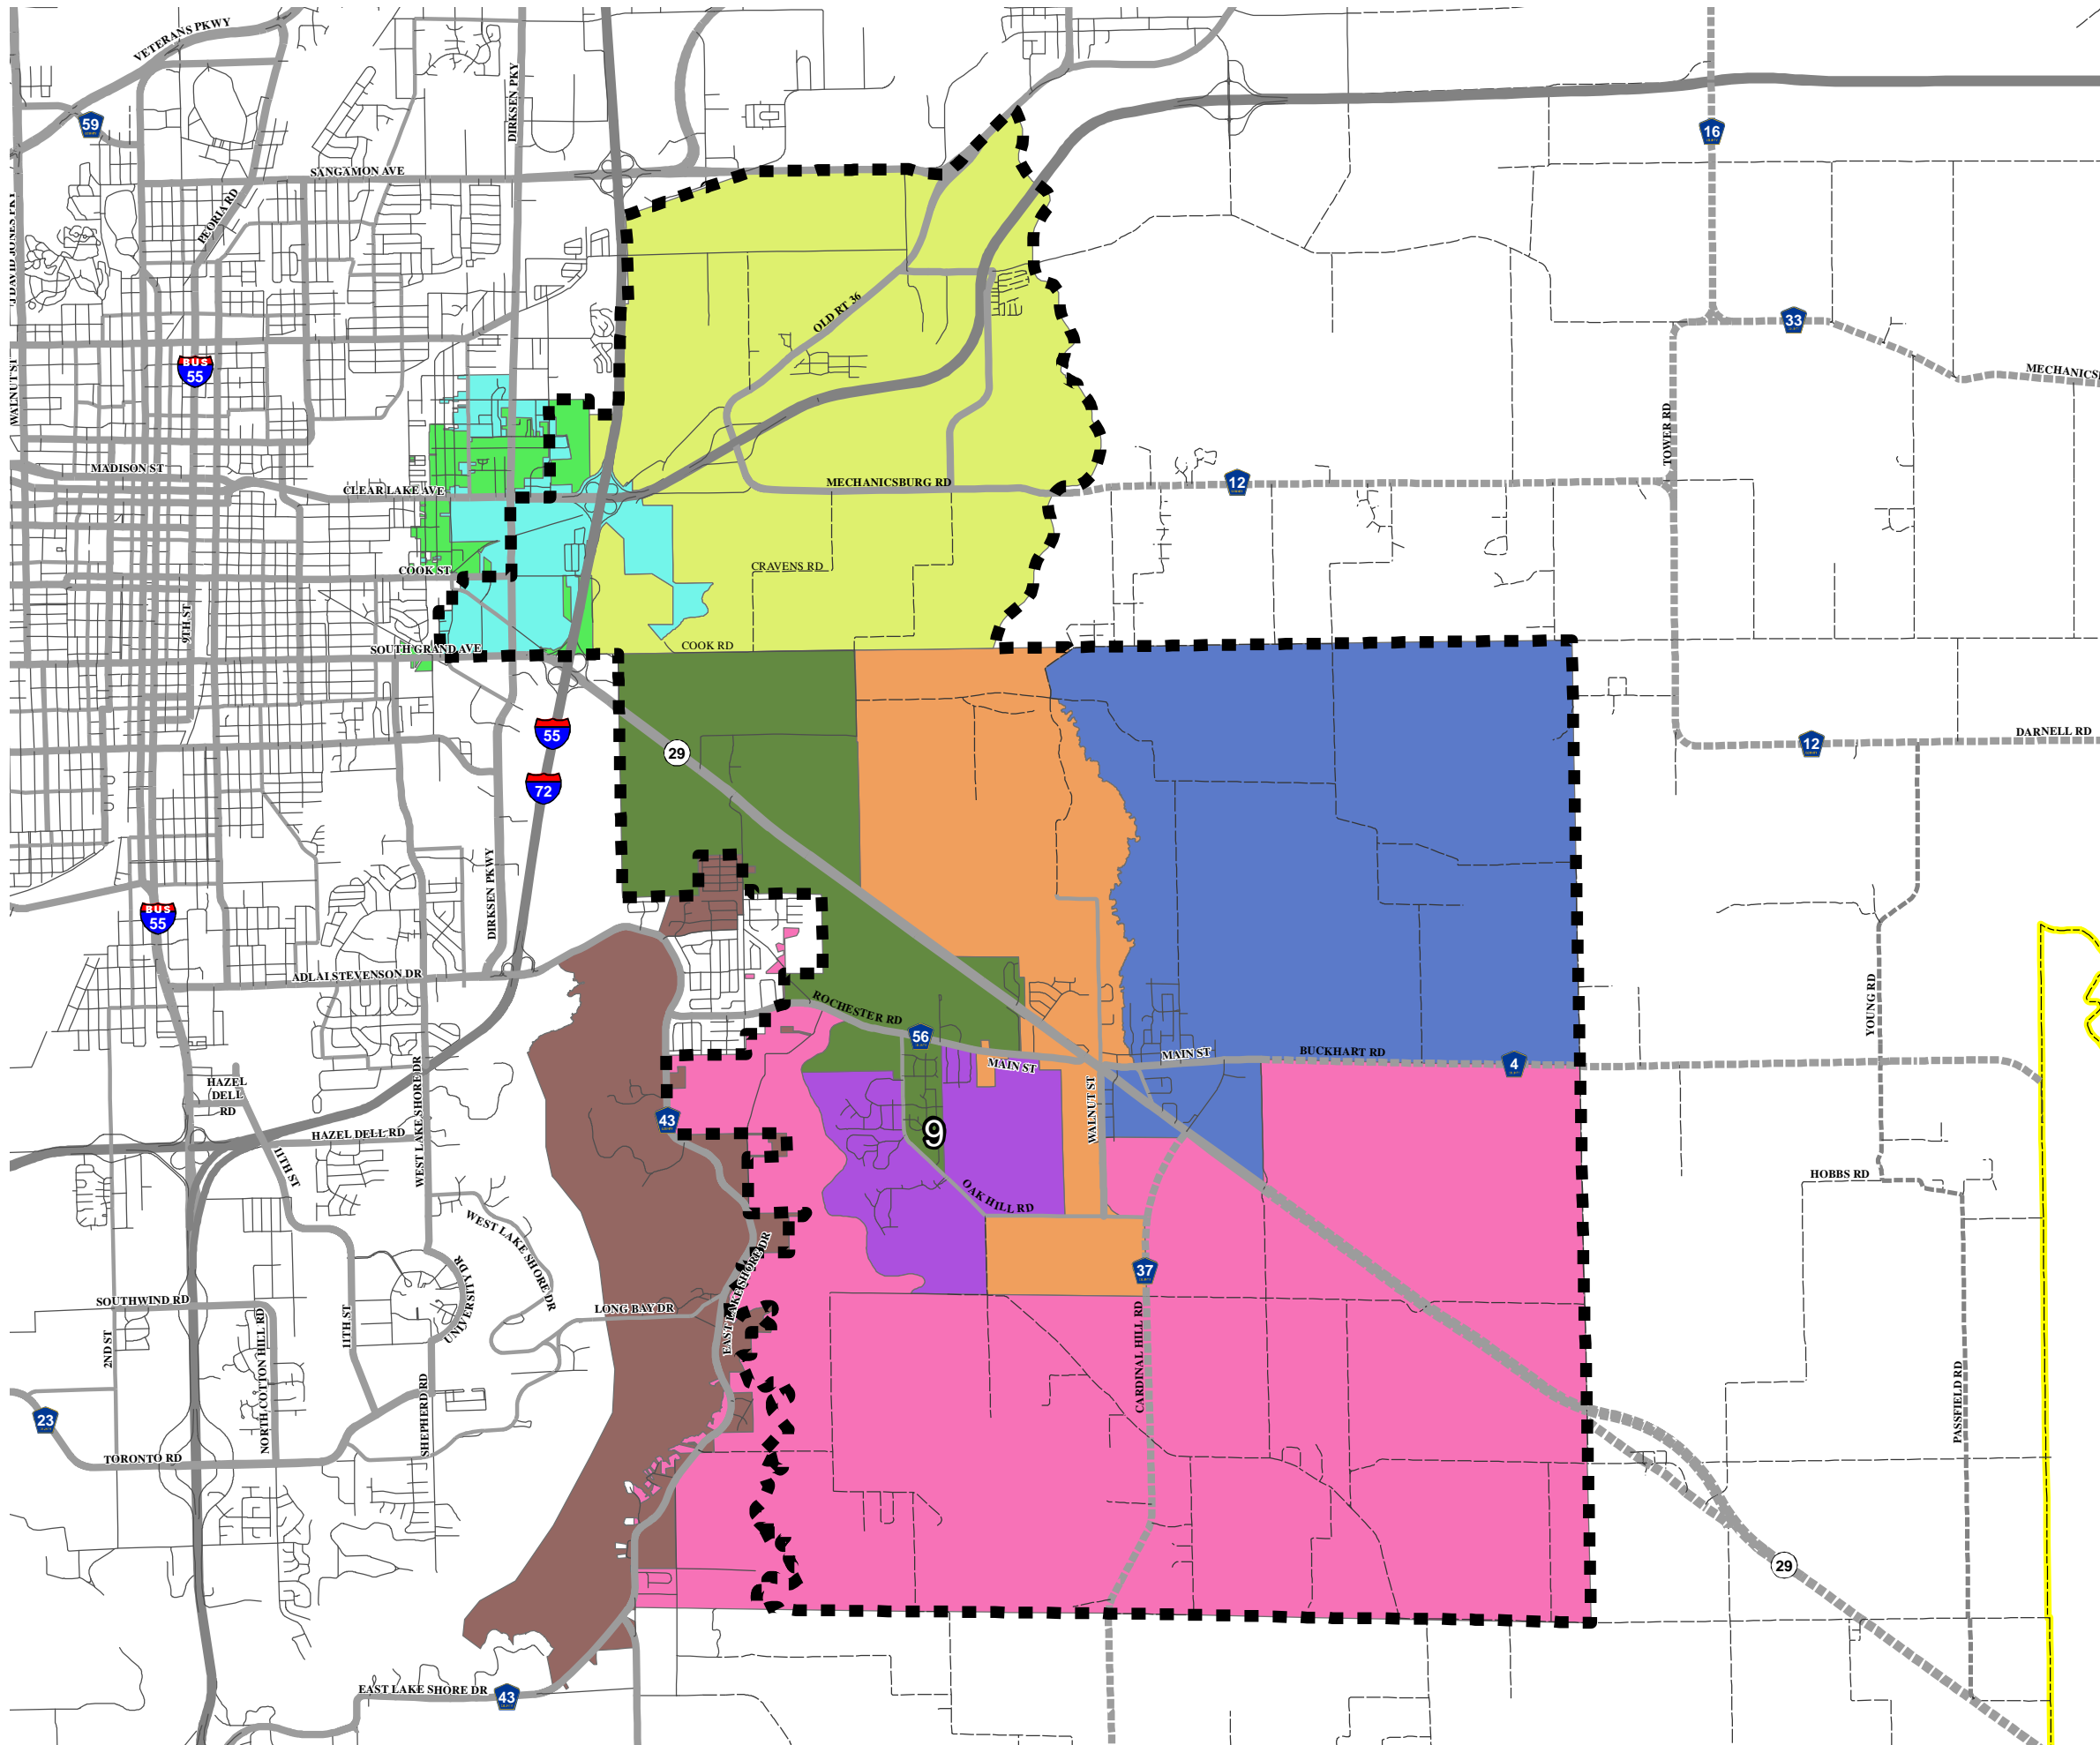 VETERANS PKWY
59
DIRKSEN PKY
16
SANGAMON AVE
PEORIA RD
J DAVID JONES PKY
OLD RT 36
33
BUS
55
WALNUT ST
MECHANICS
TOWER RD
MADISON ST
CLEAR LAKE AVE
MECHANICSBURG RD
12
COOK ST
CRAVENS RD
9TH ST
SOUTH GRAND AVE
COOK RD
55
29
12
DARNELL RD
72
DIRKSEN PKWY
BUS
55
ADLAI STEVENSON DR
ROCHESTER RD
YOUNG RD
56
MAIN ST
MAIN ST
BUCKHART RD
4
HAZEL
DELL
RD
WEST LAKE SHORE DR
43
WALNUT ST
9
HAZEL DELL RD
11TH ST
HOBBS RD
OAK HILL RD
WEST LAKE SHORE DR
EAST LAKE SHORE DR
37
UNIVERSITY DR
SOUTHWIND RD
LONG BAY DR
2ND ST
NORTH COTTON HILL RD
11TH ST
CARDINAL HILL RD
SHEPHERD RD
PASSFIELD RD
23
TORONTO RD
29
EAST LAKE SHORE DR
43